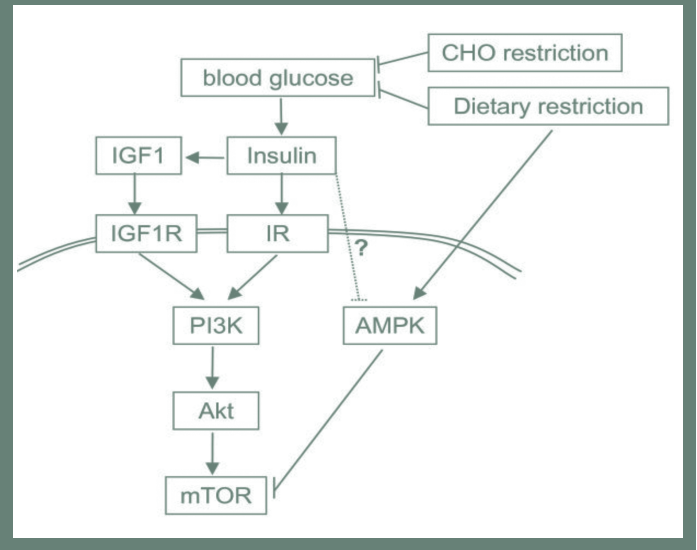 CHO restriction
blood glucose
Dietary restriction
IGF1
Insulin
IGF1R
IR
?
PI3K
AMPK
Akt
mTOR